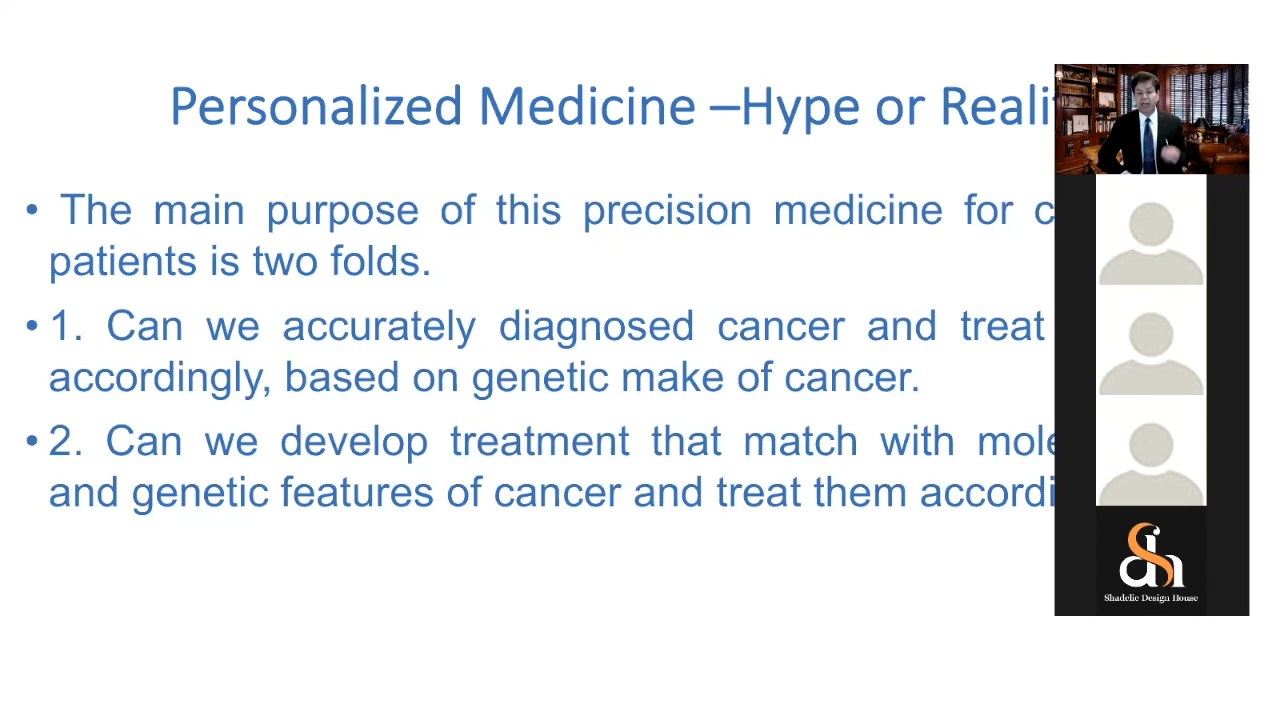 Personalized Medicine –Hype or Reali
• The main purpose of this precision medicine for c
patients is two folds.
• 1. Can we accurately diagnosed cancer and treat
accordingly, based on genetic make of cancer.
• 2. Can we develop treatment that match with mole
and genetic features of cancer and treat them accordi
Shadelic Design House